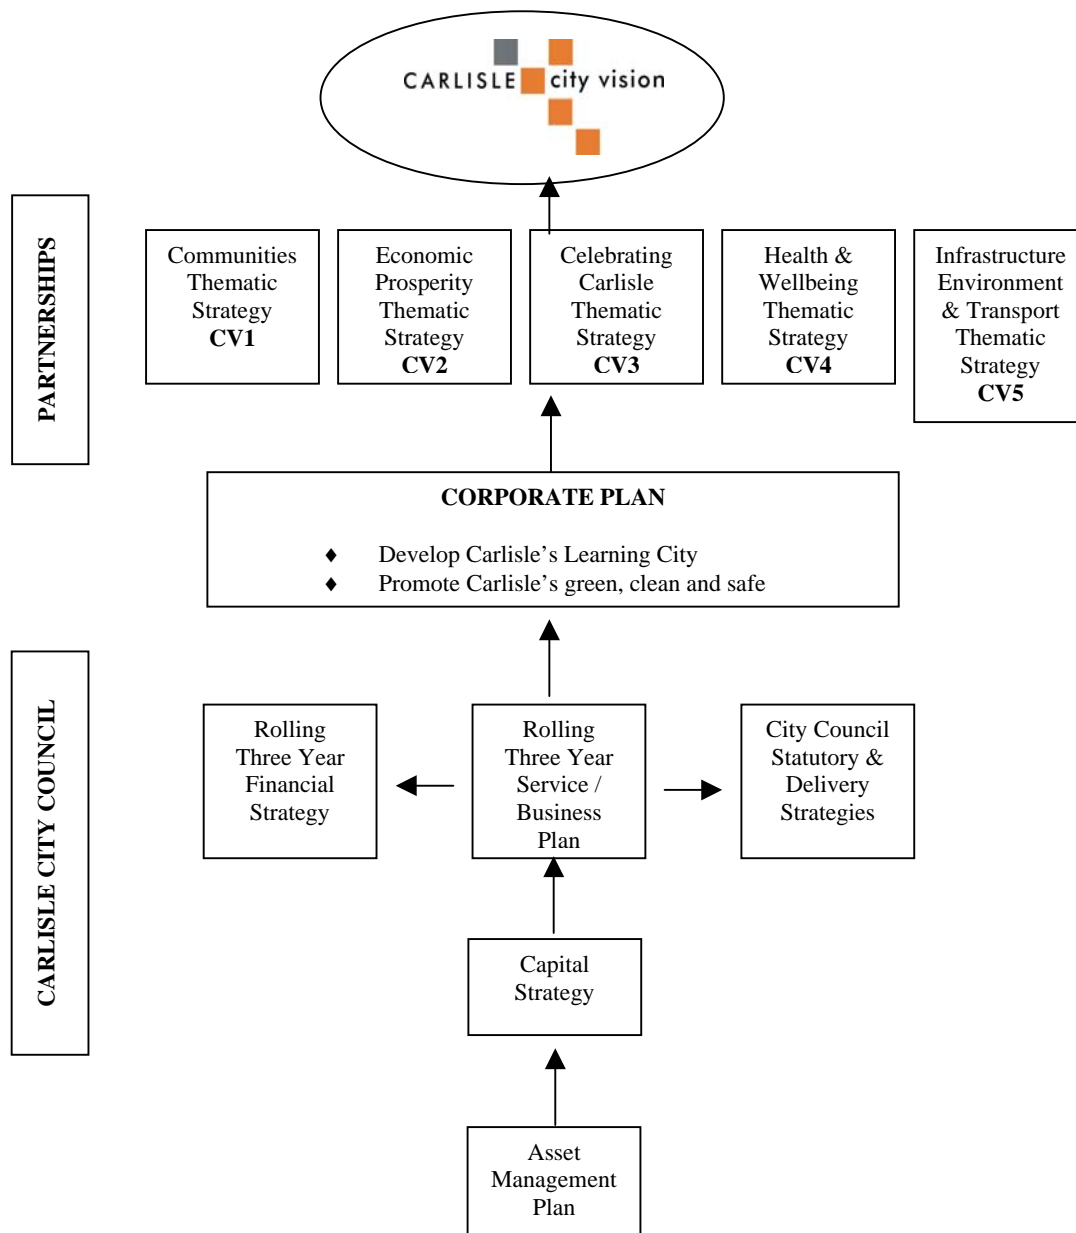 CARLISLE city vision
PARTNERSHIPS
Communities
Thematic
Strategy
CV1
Economic
Prosperity
Thematic
Strategy
CV2
Celebrating
Carlisle
Thematic
Strategy
CV3
Health &
Wellbeing
Thematic
Strategy
CV4
Infrastructure
Environment
& Transport
Thematic
Strategy
CV5
CORPORATE PLAN
♦ Develop Carlisle’s Learning City
♦ Promote Carlisle’s green, clean and safe
CARLISLE CITY COUNCIL
Rolling
Three Year
Financial
Strategy
Rolling
Three Year
Service /
Business
Plan
City Council
Statutory &
Delivery
Strategies
Capital
Strategy
Asset
Management
Plan